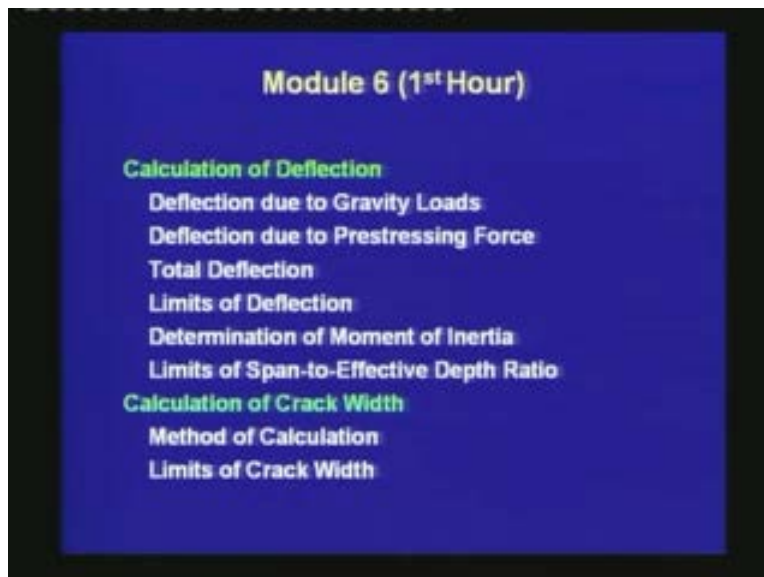 Module 6 (1st Hour)
Calculation of Deflection
Deflection due to Gravity Loads
Deflection due to Prestressing Force
Total Deflection
Limits of Deflection
Determination of Moment of Inertia
Limits of Span-to-Effective Depth Ratio
Calculation of Crack Width
Method of Calculation
Limits of Crack Width